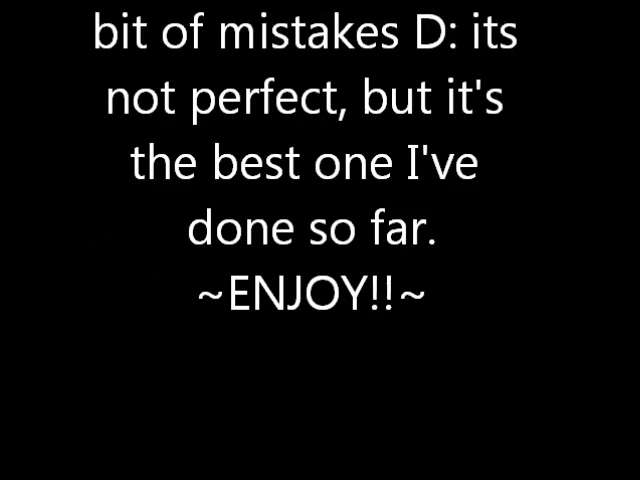 bit of mistakes D: its
not perfect, but it's
the best one I've
done so far.
~ENJOY!!~